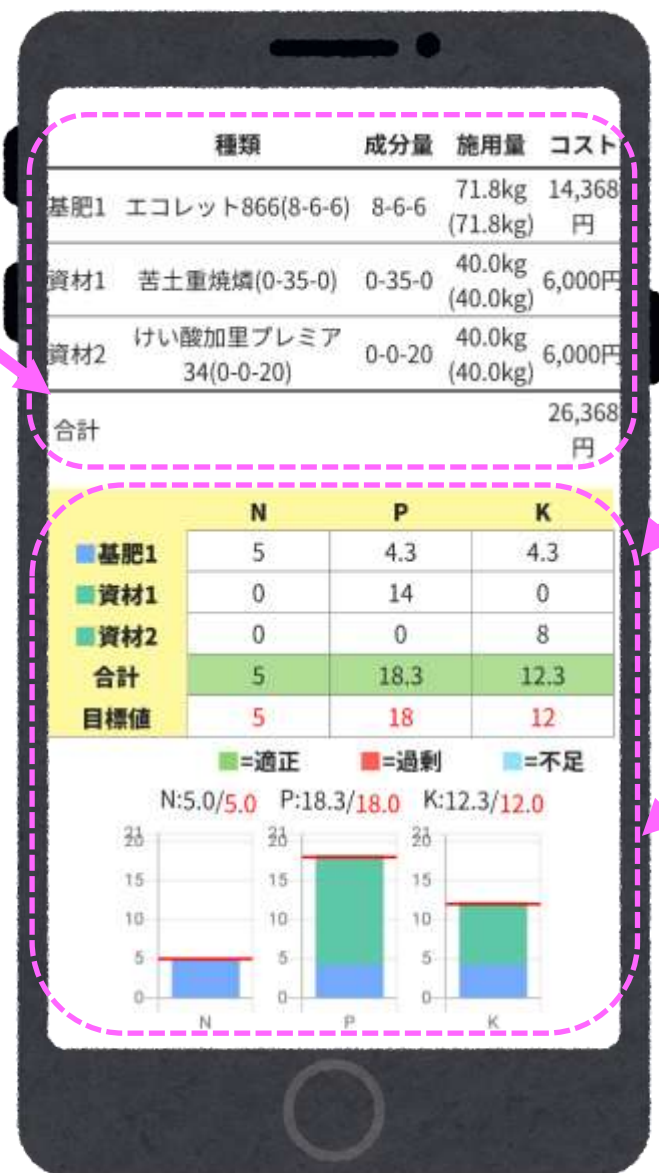 種類 成分量 施用量 コスト
基肥1 エコレット866(8-6-6) 8-6-6 71.8kg 14,368
(71.8kg) 円
資材1 苦土重焼燐(0-35-0) 0-35-0 40.0kg 6,000円
(40.0kg)
資材2 けい酸加里プレミア 0-0-20 40.0kg 6,000円
34(0-0-20) (40.0kg)
合計 26,368
円
N P K
基肥1 5 4.3 4.3
資材1 0 14 0
資材2 0 0 8
合計 5 18.3 12.3
目標値 5 18 12
=適正 =過剰 =不足
N:5.0/5.0 P:18.3/18.0 K:12.3/12.0
21 21 21
20 20 20
15 15 15
10 10 10
5 5 5
0 0 0
N P K